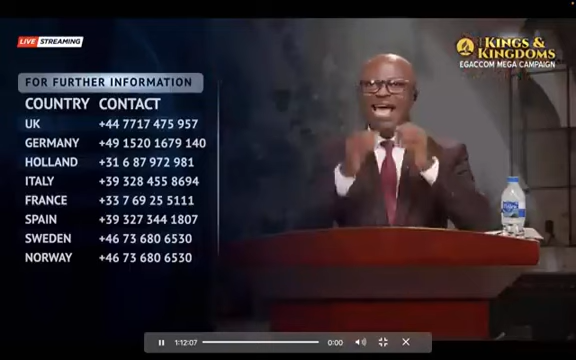 LIVE STREAMING
KINGS &
KINGDOMS
EGACCOM MEGA CAMPAIGN
FOR FURTHER INFORMATION
COUNTRY CONTACT
UK +44 7717 475 957
GERMANY +49 1520 1679 140
HOLLAND +31 6 87 972 981
ITALY +39 328 455 8694
FRANCE +33 7 69 25 5111
SPAIN +39 327 344 1807
SWEDEN +46 73 680 6530
NORWAY +46 73 680 6530
1:12:07 0:00